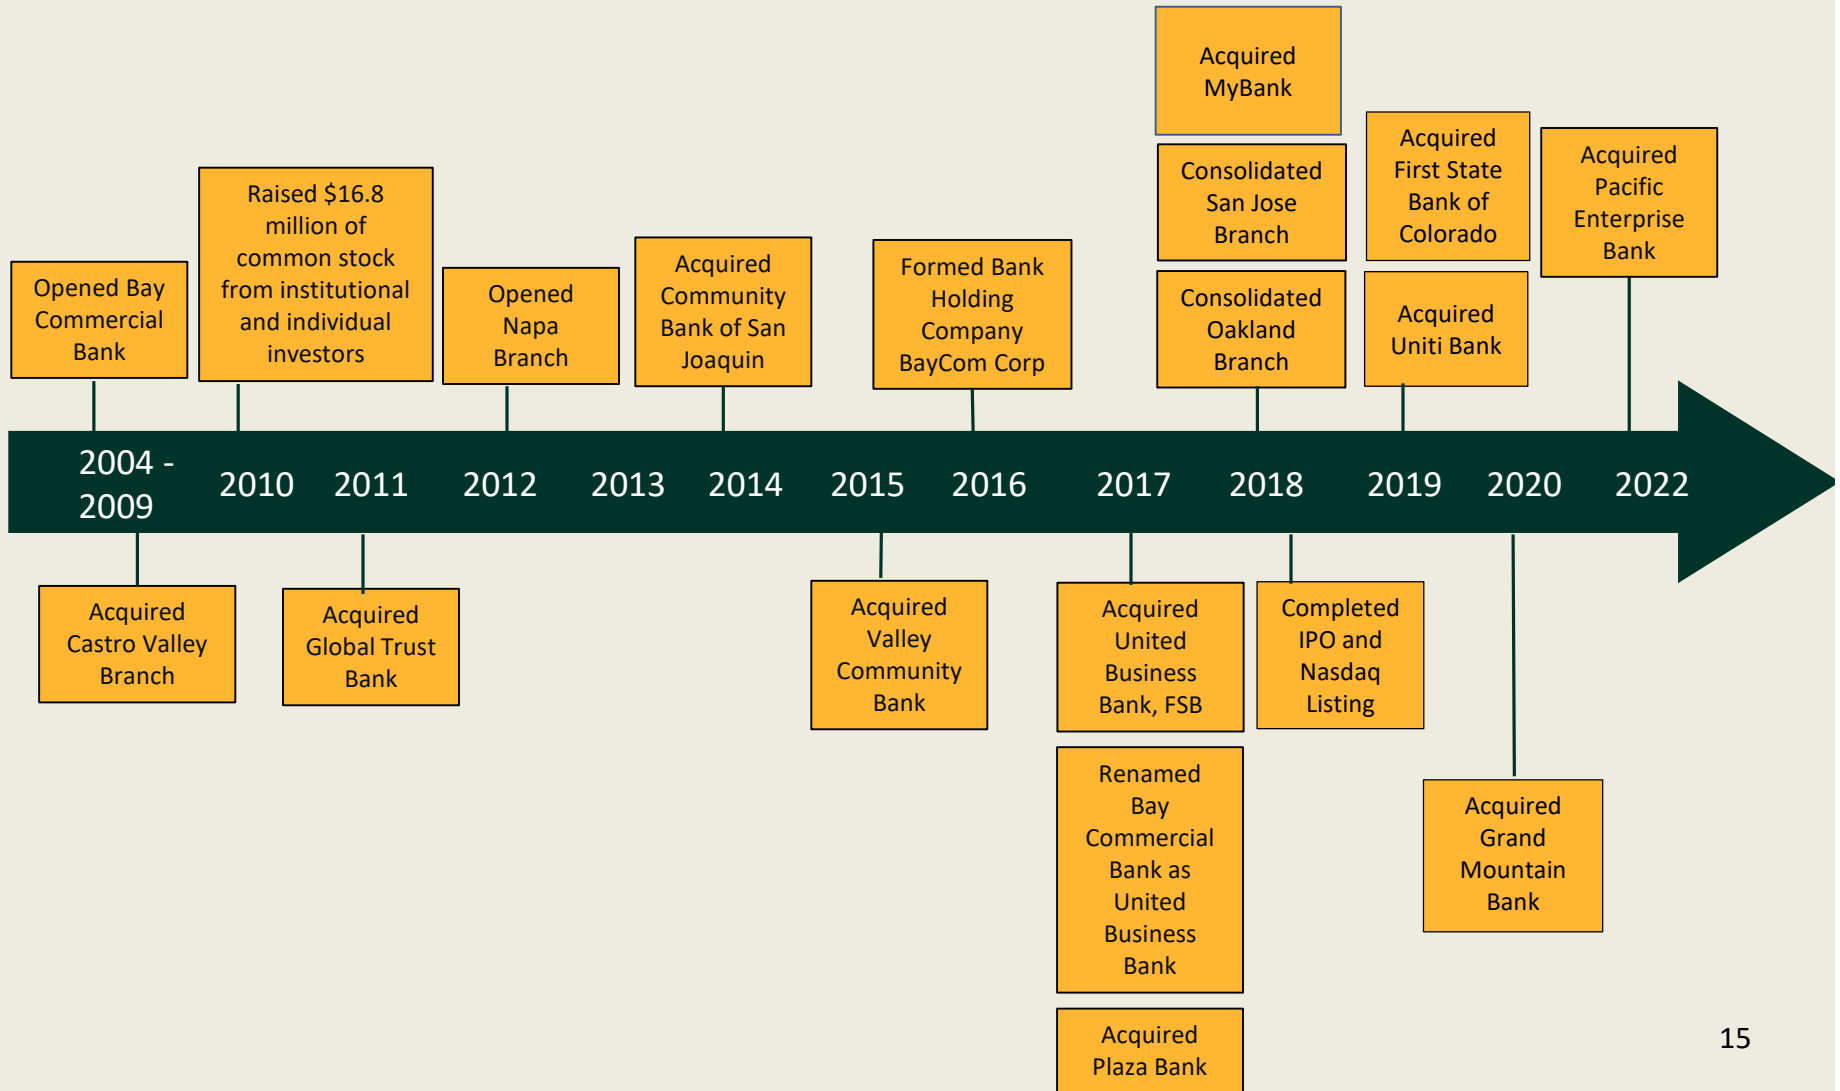 Acquired
MyBank
Consolidated
San Jose
Branch
Consolidated
Oakland
Branch
Acquired
First State
Bank of
Colorado
Acquired
Uniti Bank
Acquired
Pacific
Enterprise
Bank
Opened Bay
Commercial
Bank
Raised $16.8
million of
common stock
from institutional
and individual
investors
Opened
Napa
Branch
Acquired
Community
Bank of San
Joaquin
Formed Bank
Holding
Company
BayCom Corp
2004 -
2009
2010
2011
2012
2013
2014
2015
2016
2017
2018
2019
2020
2022
Acquired
Castro Valley
Branch
Acquired
Global Trust
Bank
Acquired
Valley
Community
Bank
Acquired
United
Business
Bank, FSB
Renamed
Bay
Commercial
Bank as
United
Business
Bank
Acquired
Plaza Bank
Completed
IPO and
Nasdaq
Listing
Acquired
Grand
Mountain
Bank
15